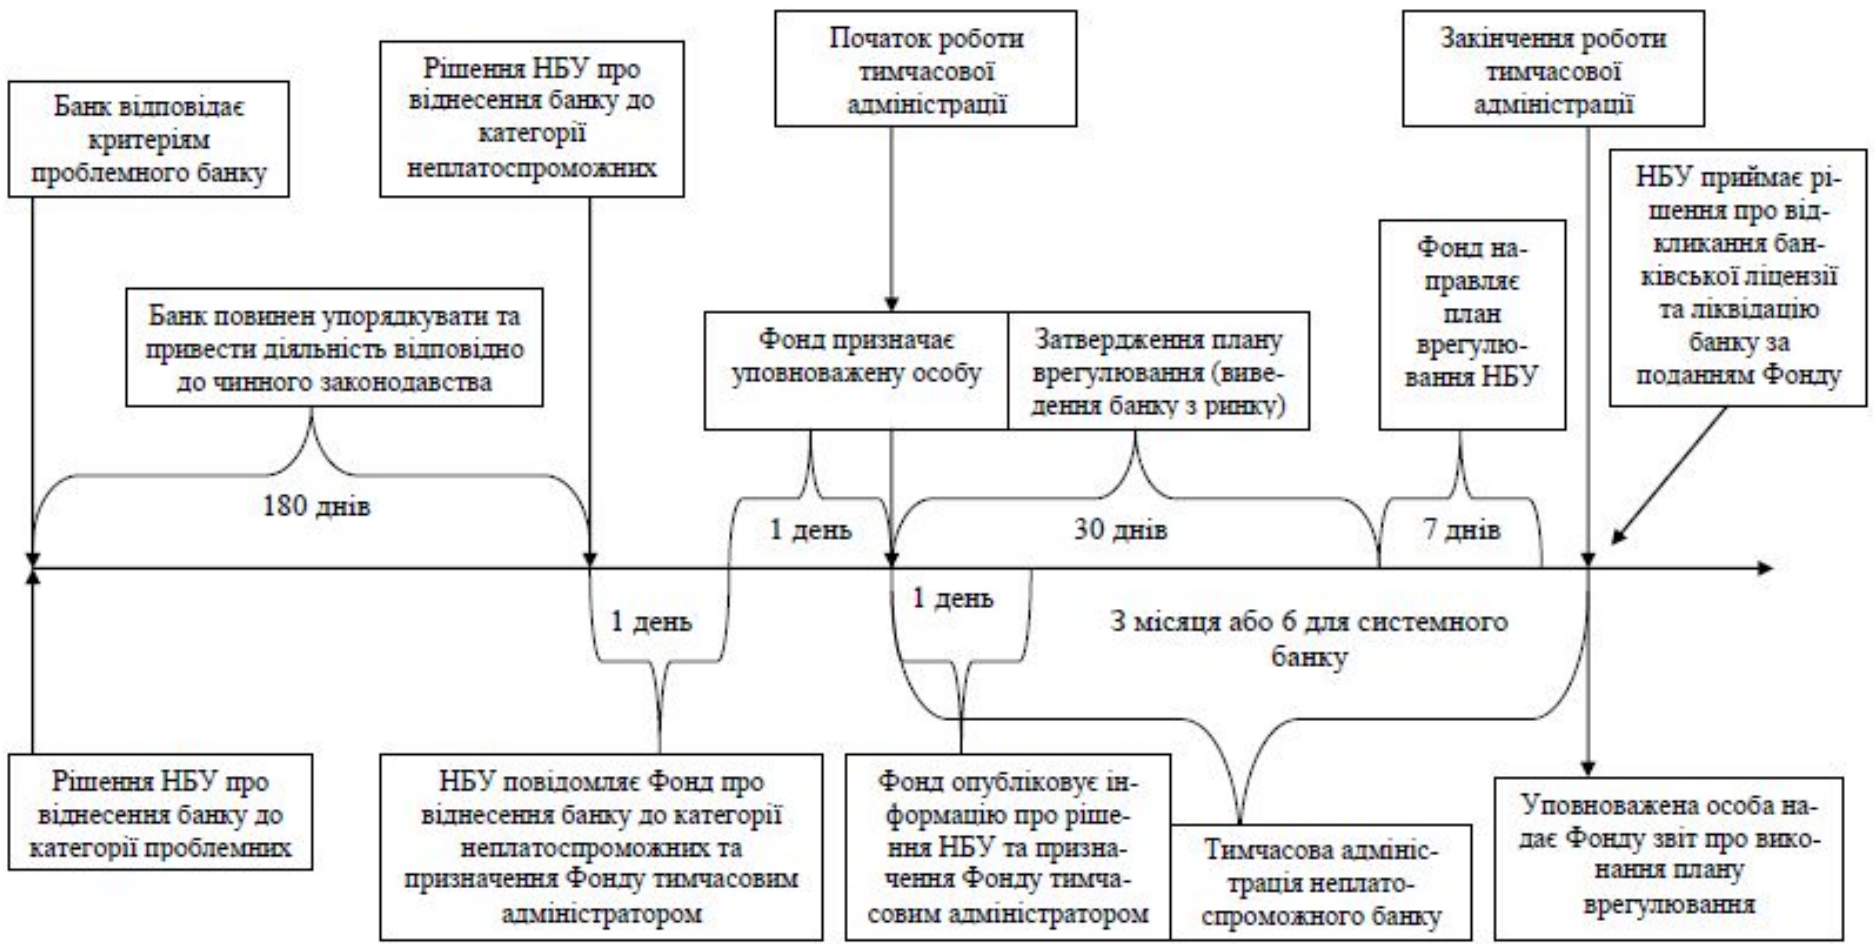 Початок роботи
тимчасової
адміністрації
Закінчення роботи
тимчасової
адміністрації
Рішення НБУ про
віднесення банку до
категорії
неплатоспроможних
Банк відповідає
критеріям
проблемного банку
НБУ приймає рі-
шення про від-
кликання бан-
ківської ліцензії
та ліквідацію
банку за
поданням Фонду
Фонд на-
правляє
план
врегулю-
вання НБУ
Банк повинен упорядкувати та
привести діяльність відповідно
до чинного законодавства
Фонд призначає
уповноважену особу
Затвердження плану
врегулювання (виве-
дення банку з ринку)
180 днів
1 день
30 днів
7 днів
1 день
1 день
3 місяця або 6 для системного
банку
Рішення НБУ про
віднесення банку до
категорії проблемних
НБУ повідомляє Фонд про
віднесення банку до категорії
неплатоспроможних та
призначення Фонду тимчасовим
адміністратором
Фонд опубліковує ін-
формацію про ріше-
ння НБУ та призна-
чення Фонду тимча-
совим адміністратором
Тимчасова адмініс-
трація неплато-
спроможного банку
Уповноважена особа на-
дає Фонду звіт про вико-
нання плану
врегулювання